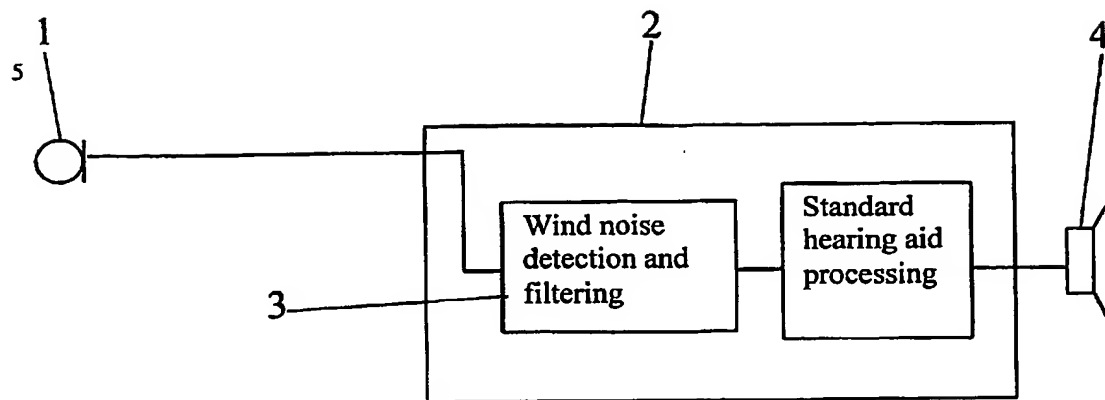 1
2
4
5
Wind noise
detection and
filtering
Standard
hearing aid
processing
3